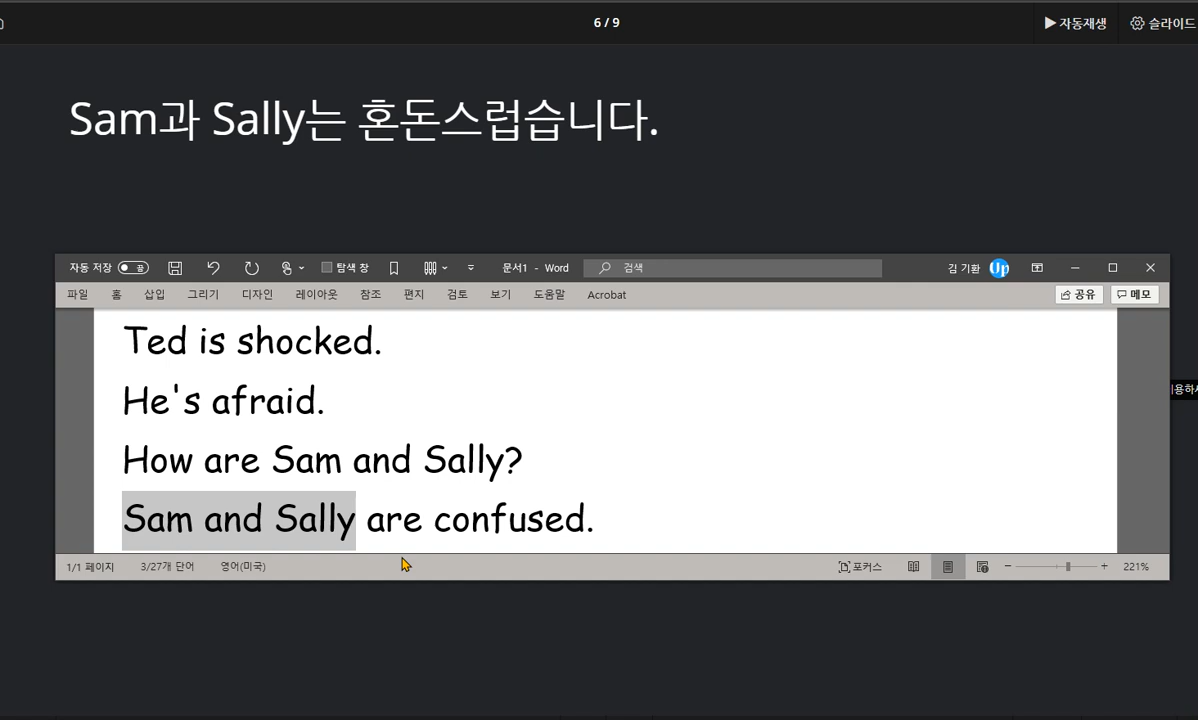 6 / 9
자동재생
슬라이드
Sam과 Sally는 혼돈스럽습니다.
자동 저장 끔 탐색 창 문서1 - Word 검색 김 기환 Up
파일 홈 삽입 그리기 디자인 레이아웃 참조 편지 검토 보기 도움말 Acrobat 공유 메모
Ted is shocked.
He's afraid.
How are Sam and Sally?
Sam and Sally are confused.
1/1 페이지 3/27개 단어 영어(미국) 포커스 221%